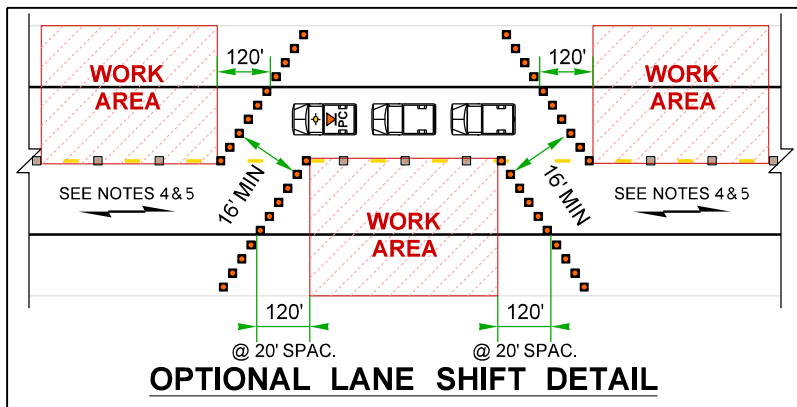 120'
120'
WORK
AREA
WORK
AREA
PC
16' MIN
16' MIN
SEE NOTES 4 & 5
SEE NOTES 4 & 5
WORK
AREA
120'
120'
@ 20' SPAC.
@ 20' SPAC.
OPTIONAL LANE SHIFT DETAIL